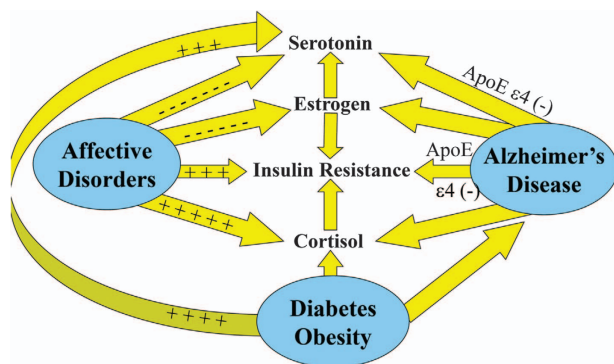 +++
Serotonin
ApoE ε4 (-)
------
Estrogen
------
Affective
Disorders
+++
Insulin Resistance
ApoE
ε4 (-)
Alzheimer's
Disease
+++++
Cortisol
++++
Diabetes
Obesity